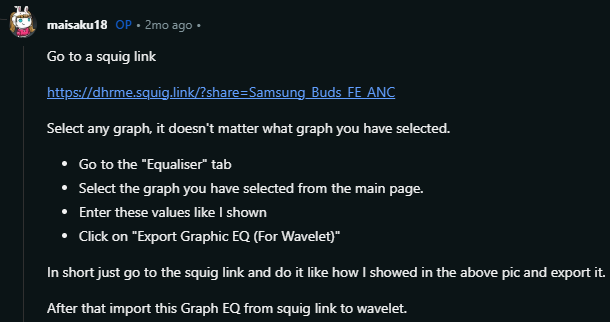 maisaku18 OP • 2mo ago •
Go to a squig link
https://dhrme.squig.link/?share=Samsung_Buds_FE_ANC
Select any graph, it doesn't matter what graph you have selected.
• Go to the "Equaliser" tab
• Select the graph you have selected from the main page.
• Enter these values like I shown
• Click on "Export Graphic EQ (For Wavelet)"
In short just go to the squig link and do it like how I showed in the above pic and export it.
After that import this Graph EQ from squig link to wavelet.